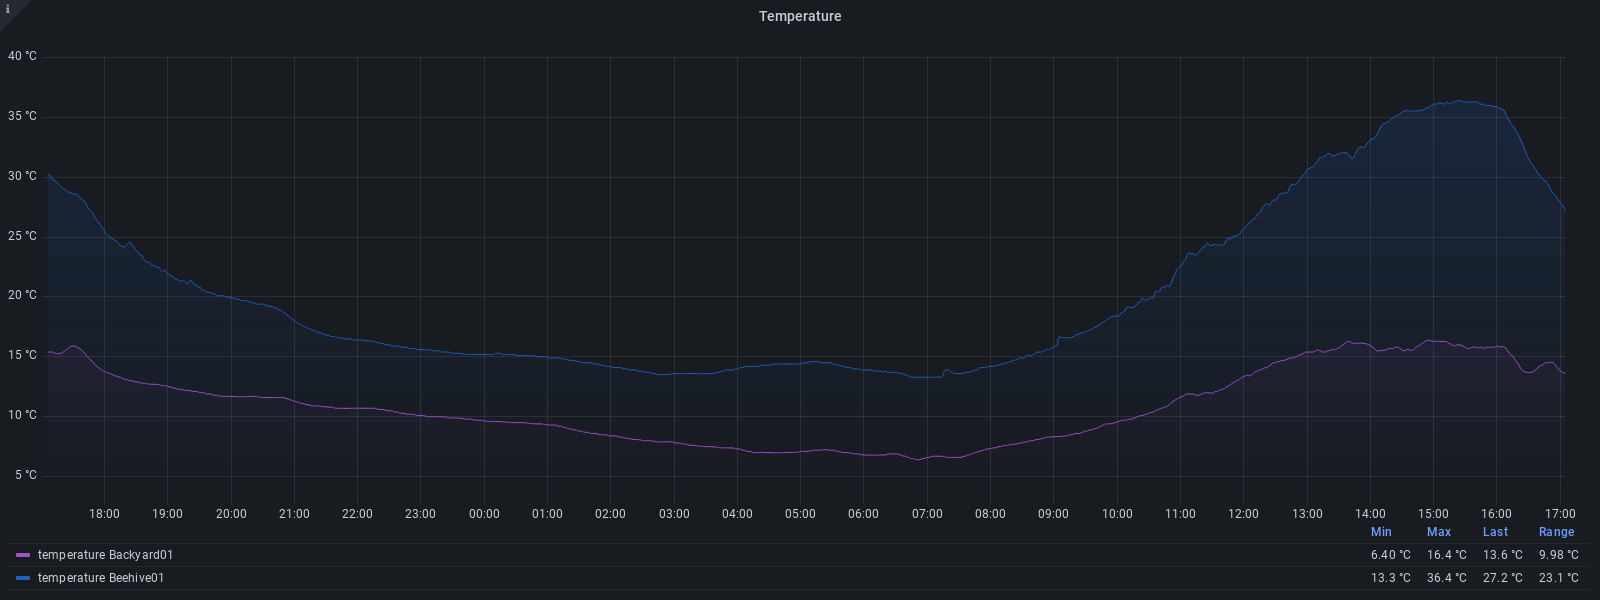 i
Temperature
40 °C
35 °C
30 °C
25 °C
20 °C
15 °C
10 °C
5 °C
18:00 19:00 20:00 21:00 22:00 23:00 00:00 01:00 02:00 03:00 04:00 05:00 06:00 07:00 08:00 09:00 10:00 11:00 12:00 13:00 14:00 15:00 16:00 17:00
Min Max Last Range
temperature Backyard01 6.40 °C 16.4 °C 13.6 °C 9.98 °C
temperature Beehive01 13.3 °C 36.4 °C 27.2 °C 23.1 °C